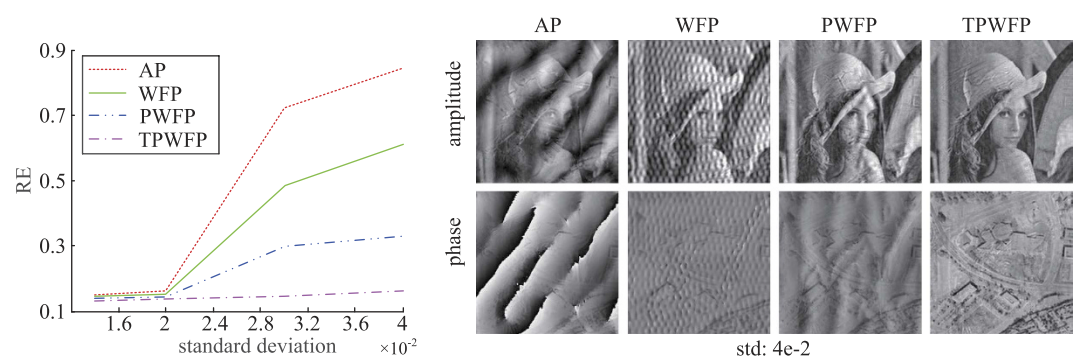 0.9
0.7
0.5
0.3
0.1
RE
AP
WFP
PWFP
TPWFP
1.6 2 2.4 2.8 3.2 3.6 4
standard deviation ×10⁻²
AP WFP PWFP TPWFP
amplitude
phase
std: 4e-2